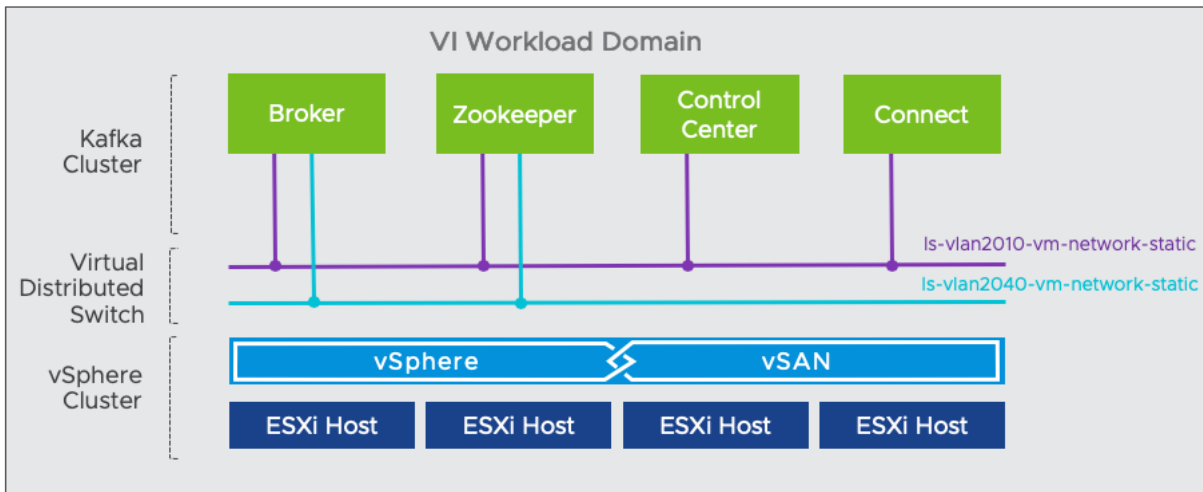 VI Workload Domain
Kafka
Cluster
Broker
Zookeeper
Control
Center
Connect
Virtual
Distributed
Switch
ls-vlan2010-vm-network-static
ls-vlan2040-vm-network-static
vSphere
Cluster
vSphere
vSAN
ESXi Host
ESXi Host
ESXi Host
ESXi Host